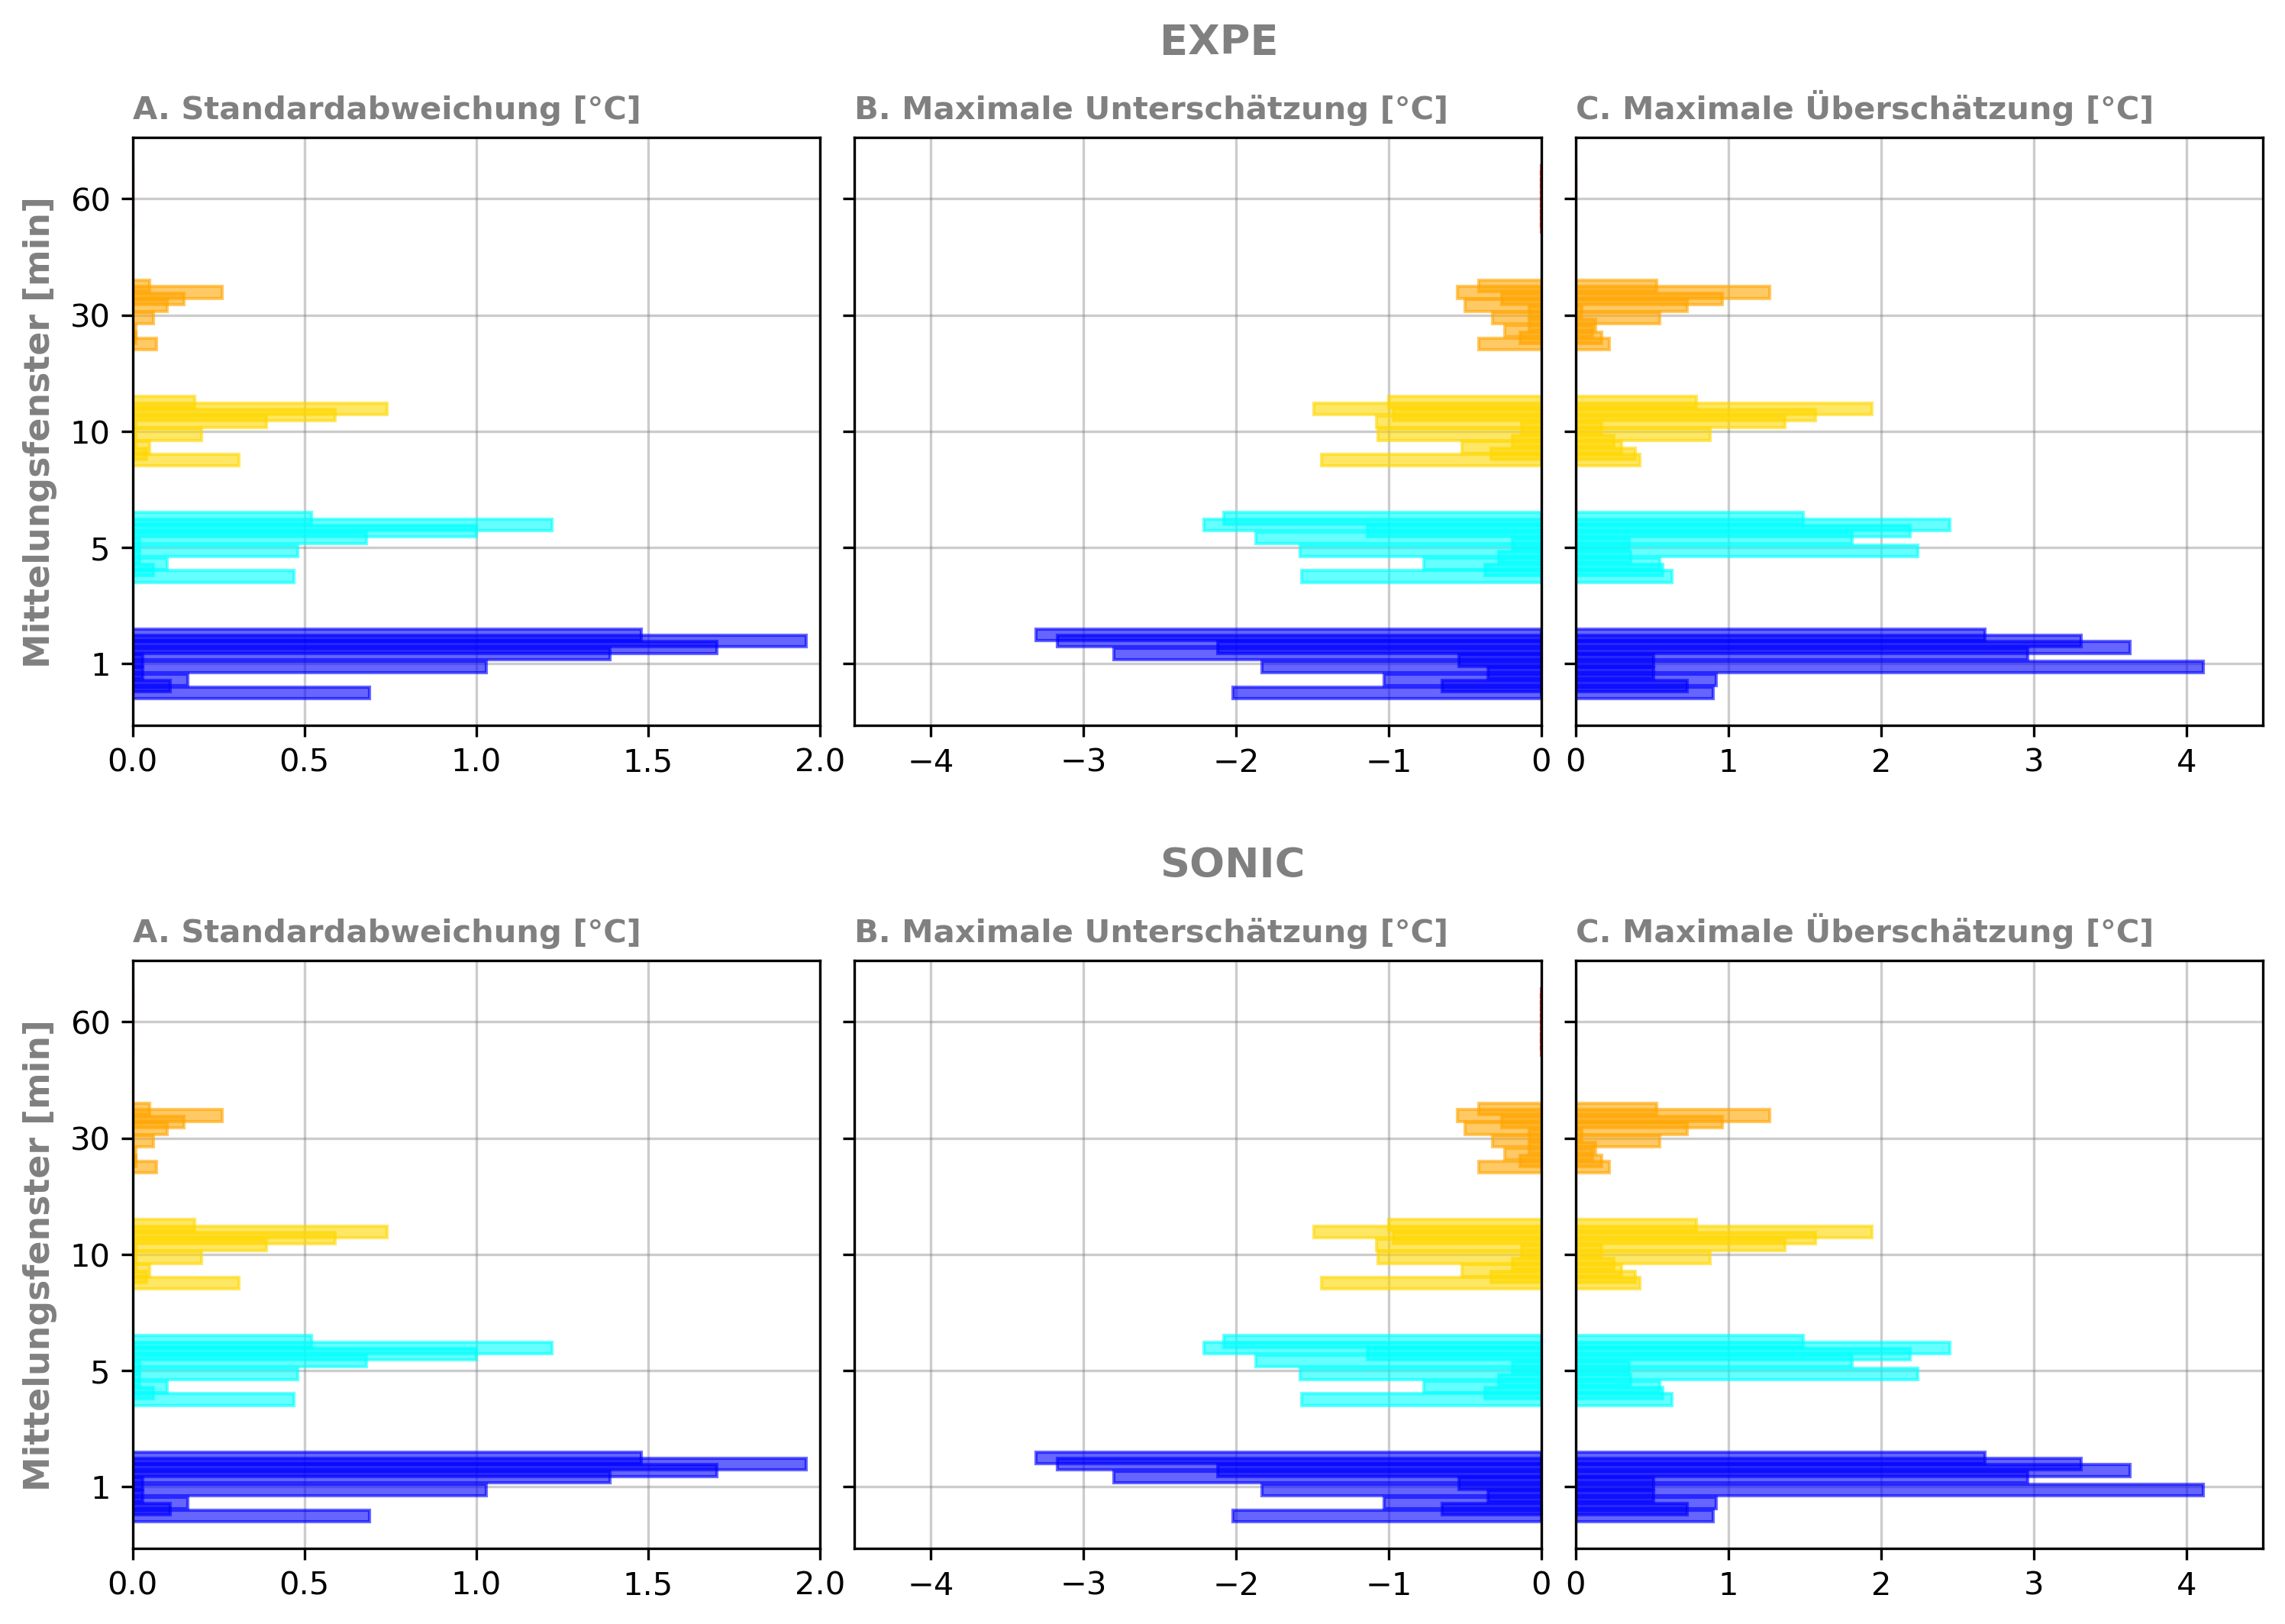 EXPE
A. Standardabweichung [°C]
B. Maximale Unterschätzung [°C]
C. Maximale Überschätzung [°C]
Mittelungsfenster [min]
60
30
10
5
1
0.0 0.5 1.0 1.5 2.0
−4 −3 −2 −1 0
0 1 2 3 4
SONIC
A. Standardabweichung [°C]
B. Maximale Unterschätzung [°C]
C. Maximale Überschätzung [°C]
Mittelungsfenster [min]
60
30
10
5
1
0.0 0.5 1.0 1.5 2.0
−4 −3 −2 −1 0
0 1 2 3 4